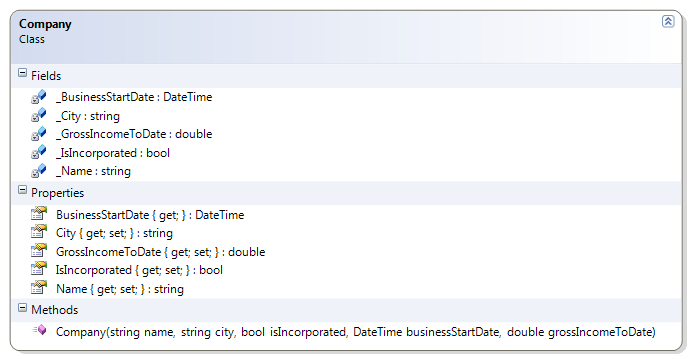 Company
Class
Fields
_BusinessStartDate : DateTime
_City : string
_GrossIncomeToDate : double
_IsIncorporated : bool
_Name : string
Properties
BusinessStartDate { get; } : DateTime
City { get; set; } : string
GrossIncomeToDate { get; set; } : double
IsIncorporated { get; set; } : bool
Name { get; set; } : string
Methods
Company(string name, string city, bool isIncorporated, DateTime businessStartDate, double grossIncomeToDate)